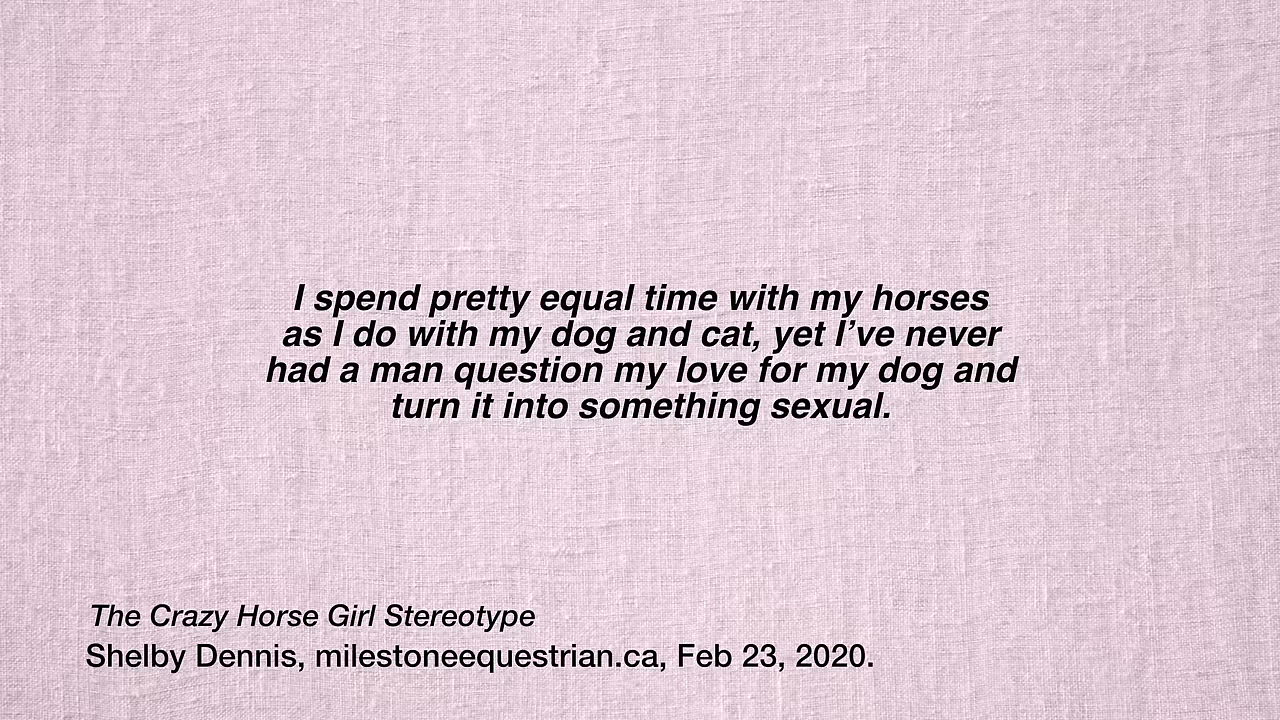 I spend pretty equal time with my horses
as I do with my dog and cat, yet I’ve never
had a man question my love for my dog and
turn it into something sexual.
The Crazy Horse Girl Stereotype
Shelby Dennis, milestoneequestrian.ca, Feb 23, 2020.